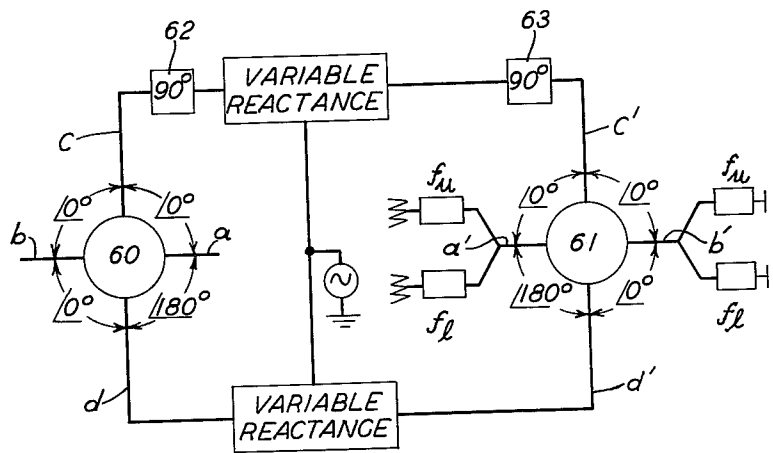 62
63
90°
VARIABLE
REACTANCE
90°
c
c'
fu
fu
/0°
/0°
/0°
/0°
b
60
a
a'
61
b'
/0°
/180°
/180°
/0°
fl
fl
d
d'
VARIABLE
REACTANCE